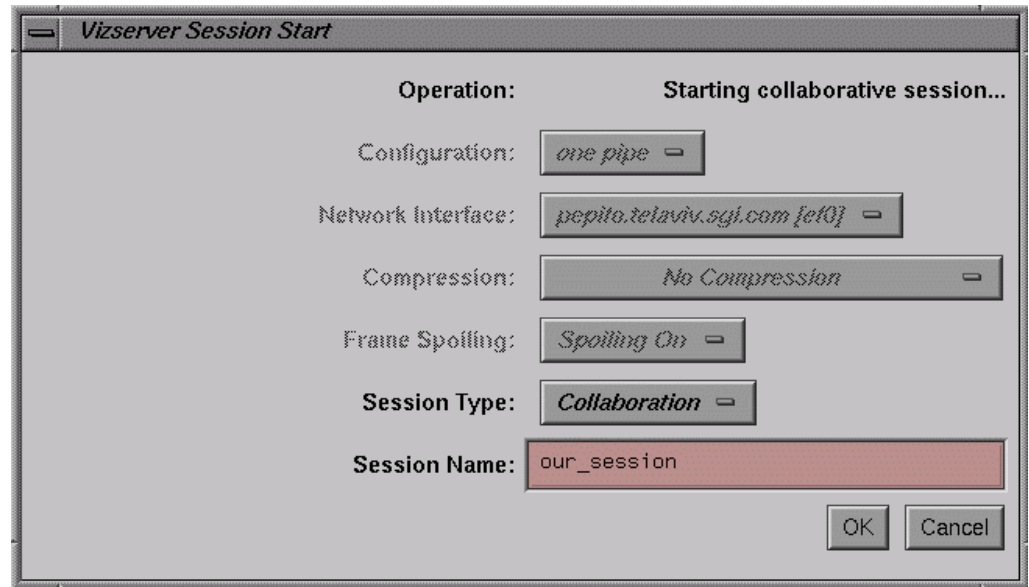 Vizserver Session Start
Operation: Starting collaborative session...
Configuration: one pipe
Network Interface: pepito.telaviv.sgi.com [ef0]
Compression: No Compression
Frame Spoiling: Spoiling On
Session Type: Collaboration
Session Name: our_session
OK Cancel